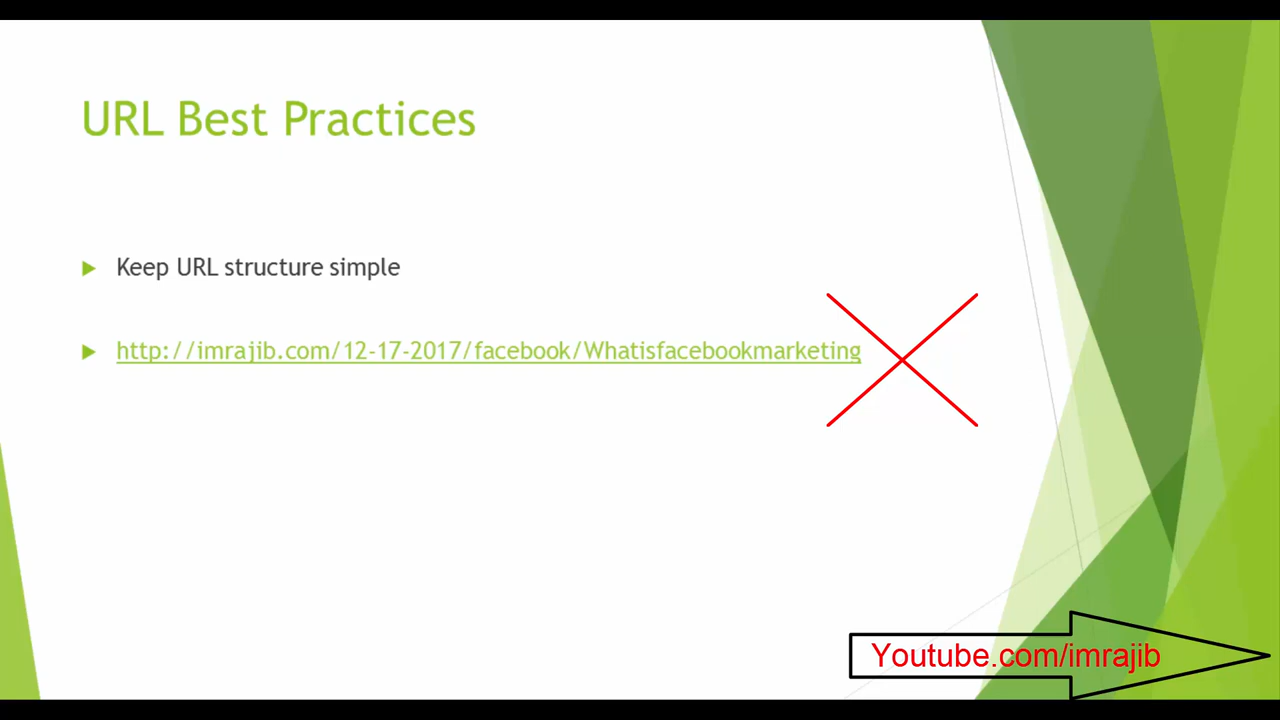 URL Best Practices
Keep URL structure simple
http://imrajib.com/12-17-2017/facebook/Whatisfacebookmarketing
Youtube.com/imrajib